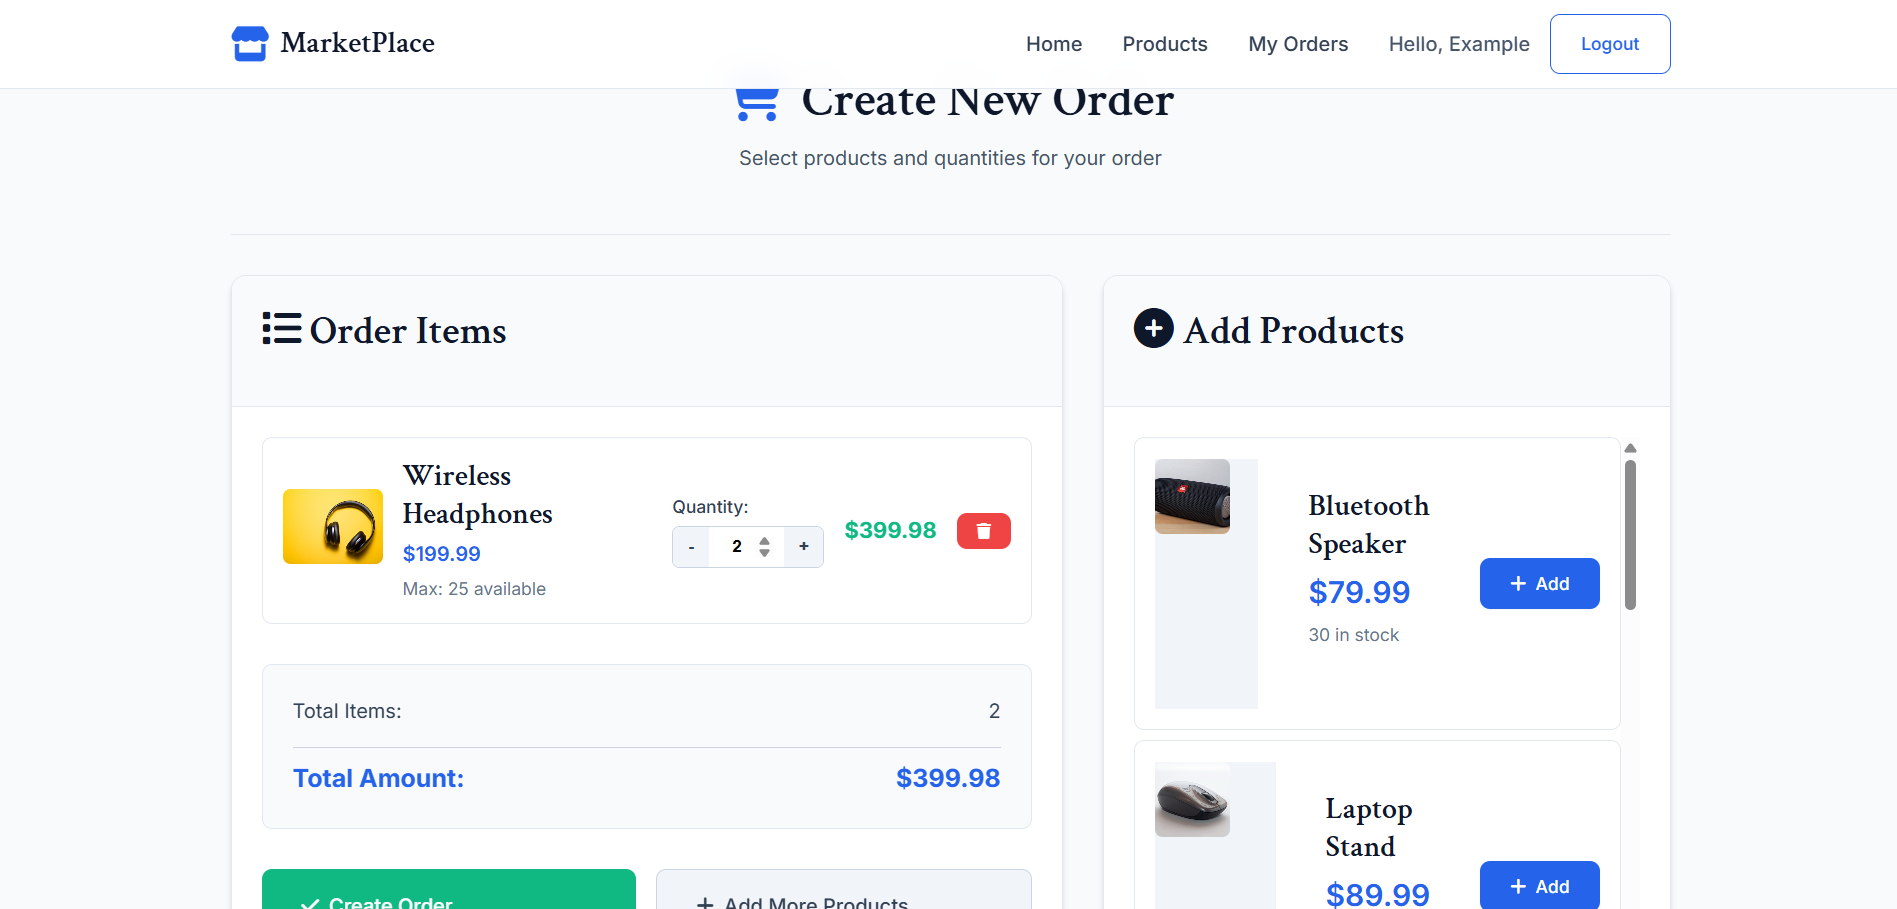 MarketPlace
Home
Products
My Orders
Hello, Example
Logout
Create New Order
Select products and quantities for your order
Order Items
Wireless
Headphones
$199.99
Max: 25 available
Quantity:
-
2
+
$399.98
Total Items:
2
Total Amount:
$399.98
Create Order
Add More Products
Add Products
Bluetooth
Speaker
$79.99
30 in stock
Add
Laptop
Stand
$89.99
Add